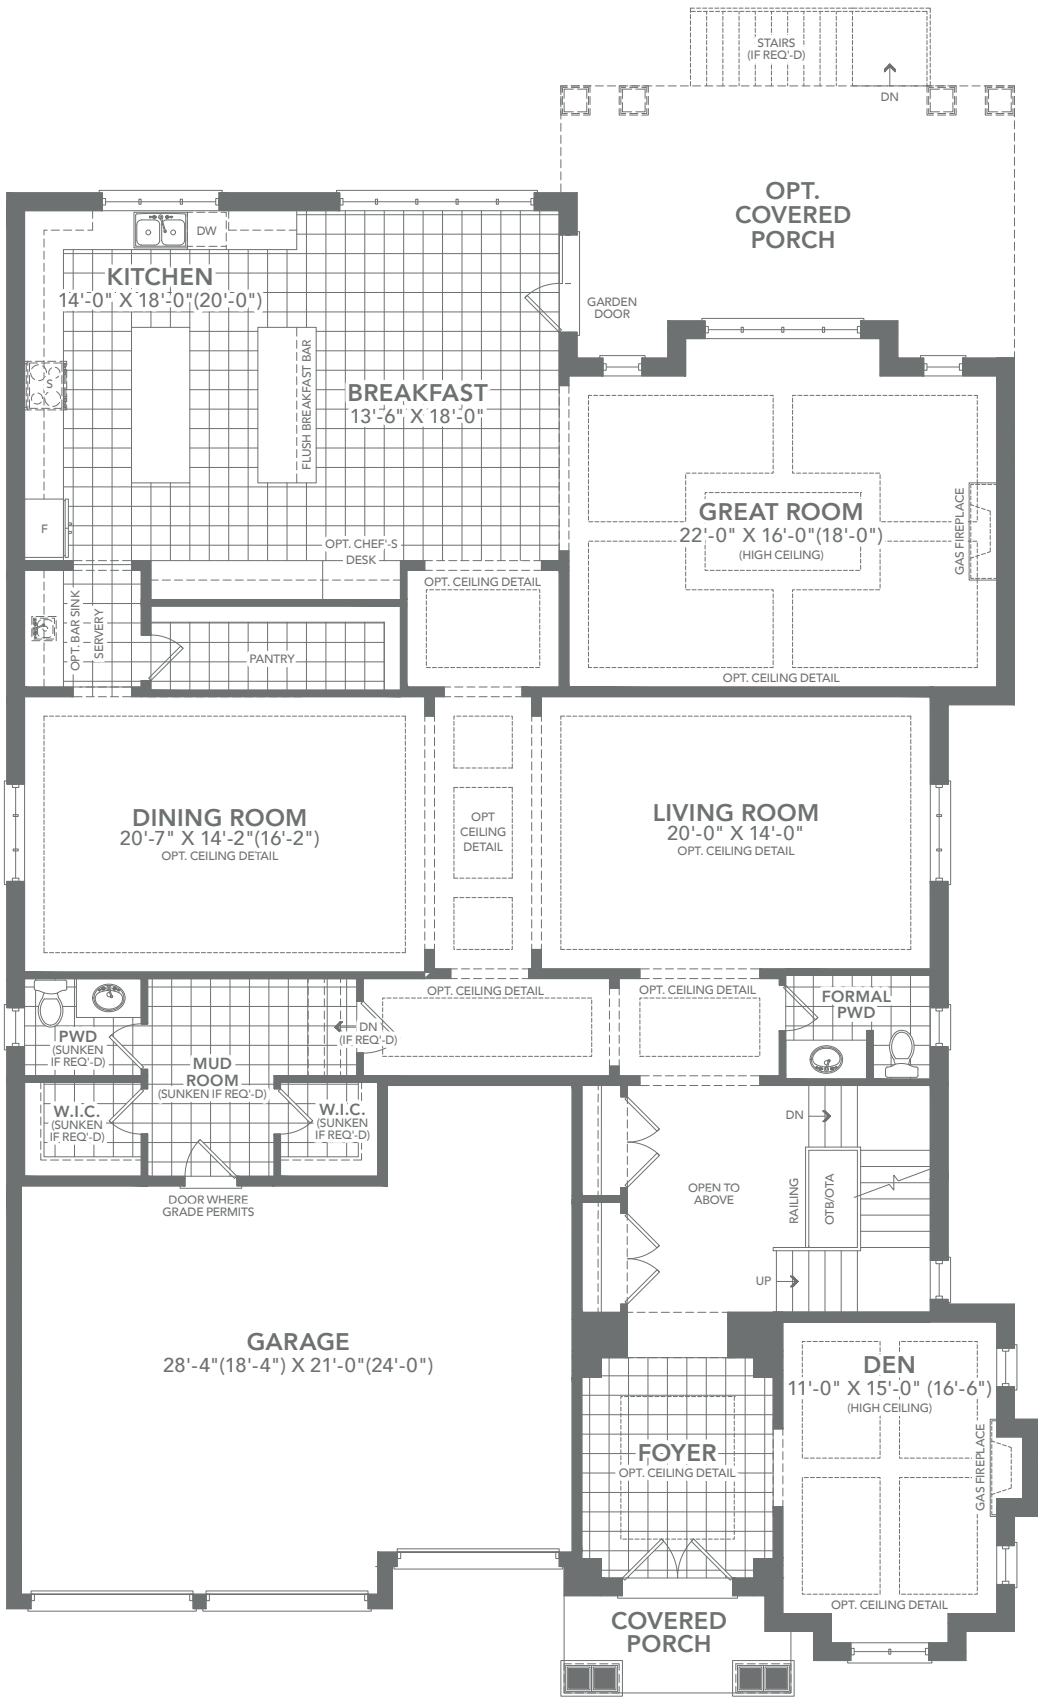 STAIRS
(IF REQ'-D)
DN
OPT.
COVERED
PORCH
DW
KITCHEN
14'-0" X 18'-0"(20'-0")
GARDEN
DOOR
S
FLUSH BREAKFAST BAR
BREAKFAST
13'-6" X 18'-0"
F
GREAT ROOM
22'-0" X 16'-0"(18'-0")
(HIGH CEILING)
GAS FIREPLACE
OPT. CHEF'-S
DESK
OPT. CEILING DETAIL
OPT. BAR SINK
SERVERY
PANTRY
OPT. CEILING DETAIL
DINING ROOM
20'-7" X 14'-2"(16'-2")
OPT. CEILING DETAIL
OPT
CEILING
DETAIL
LIVING ROOM
20'-0" X 14'-0"
OPT. CEILING DETAIL
OPT. CEILING DETAIL
OPT. CEILING DETAIL
FORMAL
PWD
PWD
(SUNKEN
IF REQ'-D)
DN
(IF REQ'-D)
MUD
ROOM
(SUNKEN IF REQ'-D)
W.I.C.
(SUNKEN
IF REQ'-D)
W.I.C.
(SUNKEN
IF REQ'-D)
DN
OPEN TO
ABOVE
RAILING
OTB/OTA
DOOR WHERE
GRADE PERMITS
UP
GARAGE
28'-4"(18'-4") X 21'-0"(24'-0")
DEN
11'-0" X 15'-0" (16'-6")
(HIGH CEILING)
GAS FIREPLACE
FOYER
OPT. CEILING DETAIL
OPT. CEILING DETAIL
COVERED
PORCH